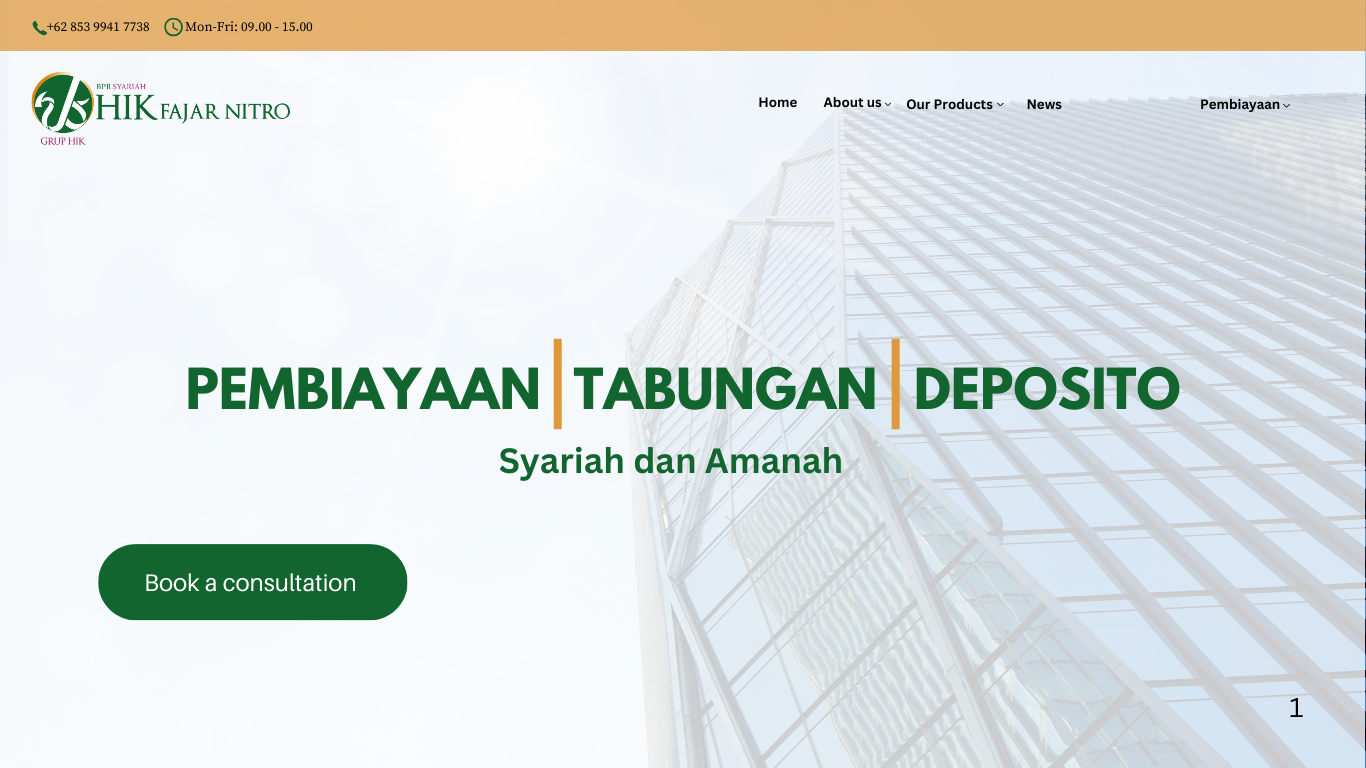 +62 853 9941 7738 Mon-Fri: 09.00 - 15.00
BPR SYARIAH
HIK FAJAR NITRO
GRUP HIK
Home About us Our Products News Pembiayaan
PEMBIAYAAN TABUNGAN DEPOSITO
Syariah dan Amanah
Book a consultation
1